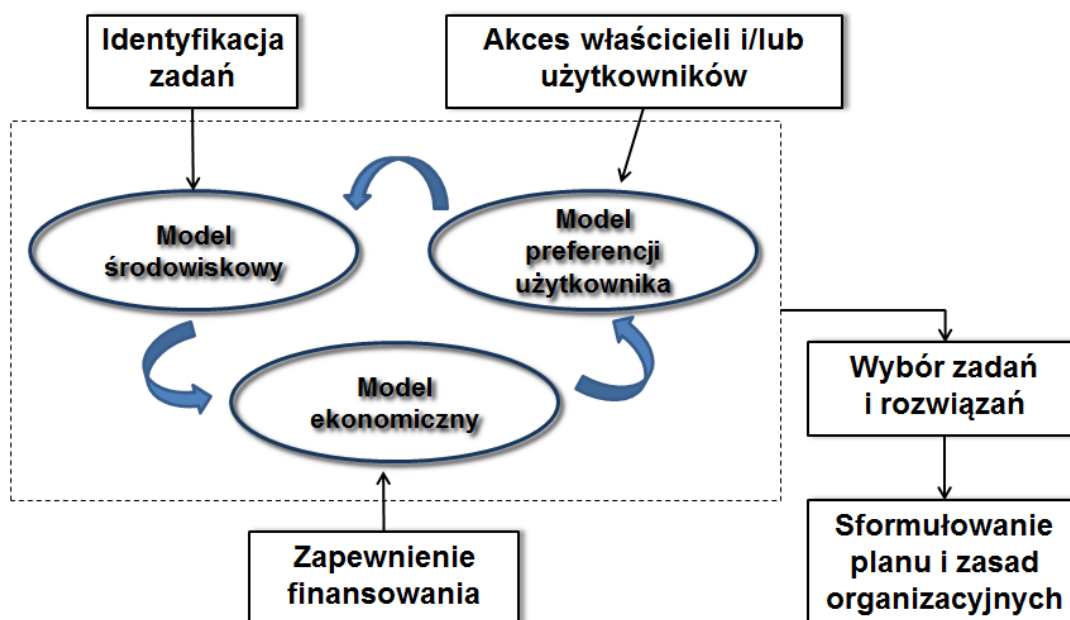 Identyfikacja
zadań
Akces właścicieli i/lub
użytkowników
Model
środowiskowy
Model
preferencji
użytkownika
Model
ekonomiczny
Wybór zadań
i rozwiązań
Zapewnienie
finansowania
Sformułowanie
planu i zasad
organizacyjnych